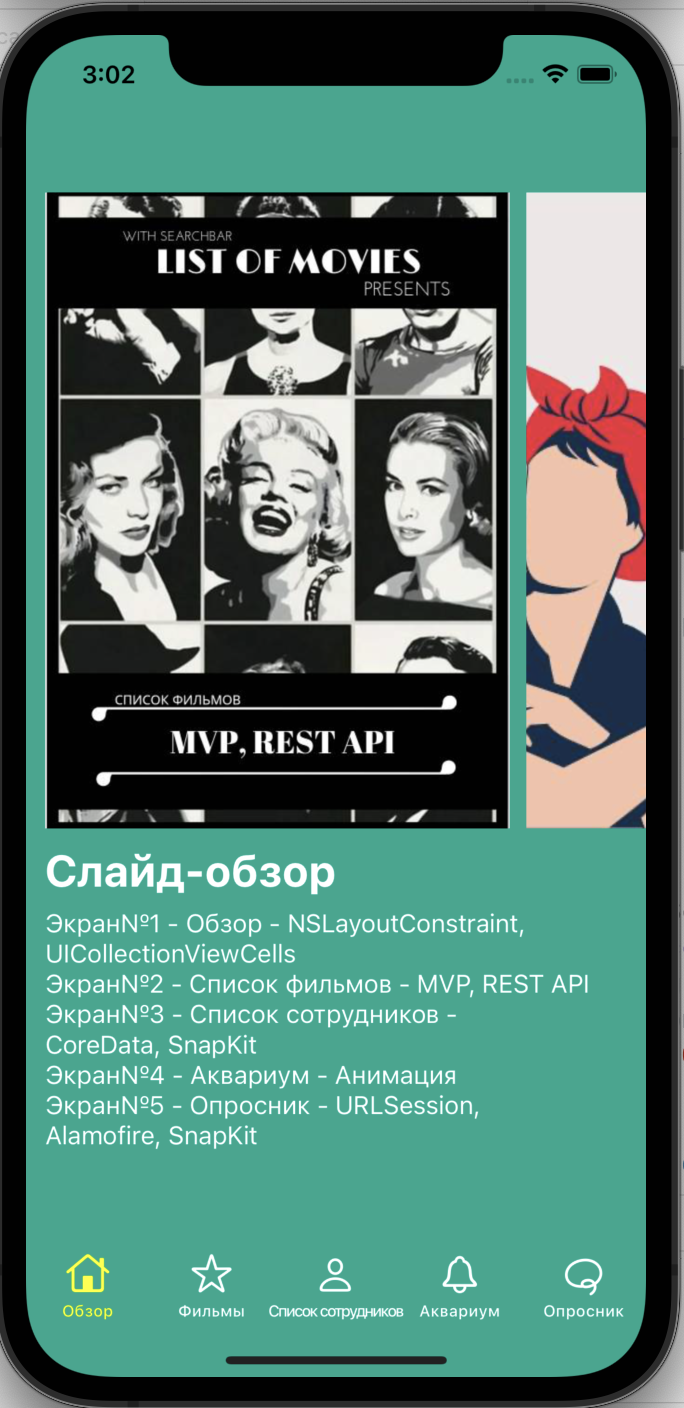 3:02
WITH SEARCHBAR
LIST OF MOVIES
PRESENTS
СПИСОК ФИЛЬМОВ
MVP, REST API
Слайд-обзор
Экран№1 - Обзор - NSLayoutConstraint,
UICollectionViewCells
Экран№2 - Список фильмов - MVP, REST API
Экран№3 - Список сотрудников -
CoreData, SnapKit
Экран№4 - Аквариум - Анимация
Экран№5 - Опросник - URLSession,
Alamofire, SnapKit
Обзор Фильмы Список сотрудников Аквариум Опросник